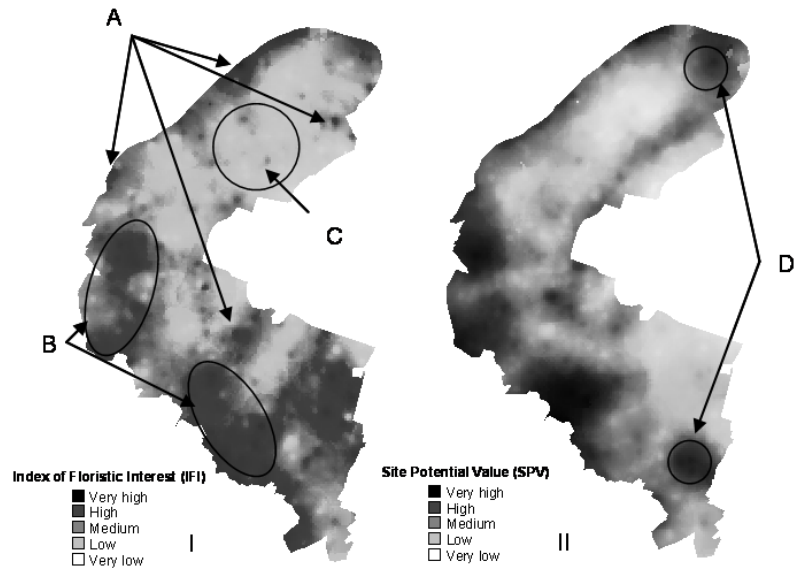 A
B
C
D
Index of Floristic Interest (IFI)
Very high
High
Medium
Low
Very low
I
Site Potential Value (SPV)
Very high
High
Medium
Low
Very low
II